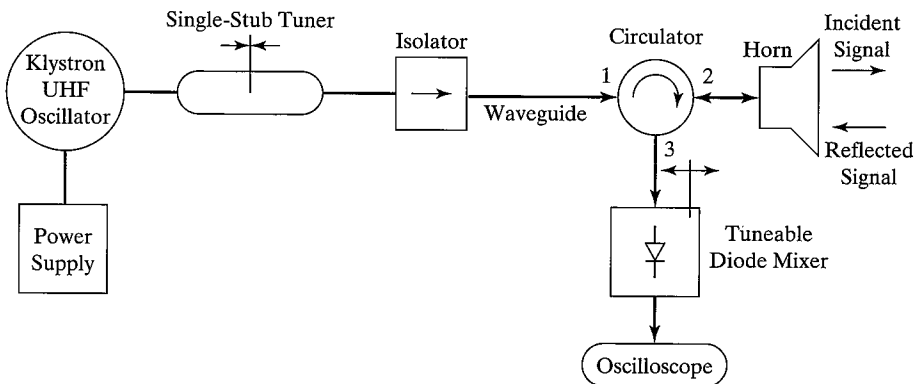 Single-Stub Tuner
Klystron
UHF
Oscillator
Isolator
Circulator
Horn
Incident
Signal
1
2
Waveguide
3
Reflected
Signal
Power
Supply
Tuneable
Diode Mixer
Oscilloscope